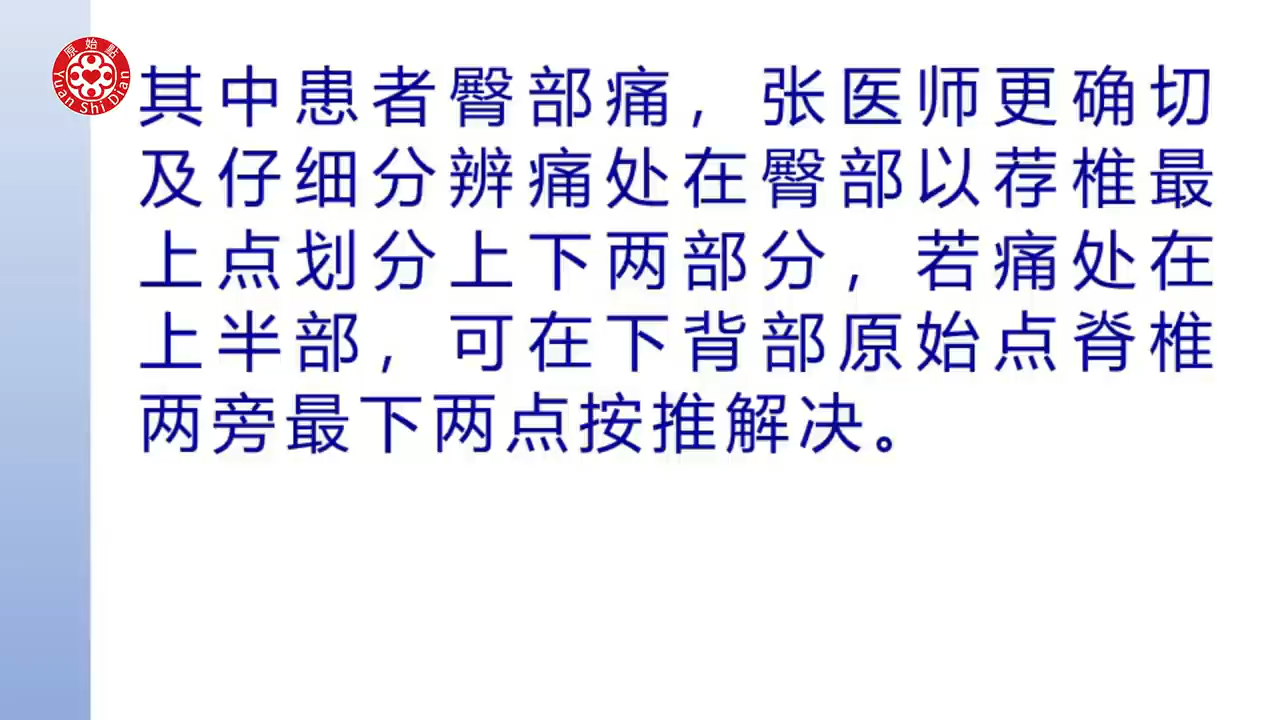 原始點
Yuan Shi Dian
其中患者臀部痛，张医师更确切
及仔细分辨痛处在臀部以荐椎最
上点划分上下两部分，若痛处在
上半部，可在下背部原始点脊椎
两旁最下两点按推解决。